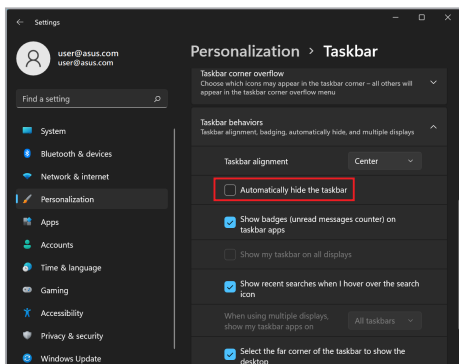 Settings
user@asus.com
user@asus.com
Find a setting
System
Bluetooth & devices
Network & internet
Personalization
Apps
Accounts
Time & language
Gaming
Accessibility
Privacy & security
Windows Update
Personalization > Taskbar
Taskbar corner overflow
Choose which icons may appear in the taskbar corner – all others will
appear in the taskbar corner overflow menu
Taskbar behaviors
Taskbar alignment, badging, automatically hide, and multiple displays
Taskbar alignment
Center
Automatically hide the taskbar
Show badges (unread messages counter) on
taskbar apps
Show my taskbar on all displays
Show recent searches when I hover over the search
icon
When using multiple displays,
show my taskbar apps on
All taskbars
Select the far corner of the taskbar to show the
desktop